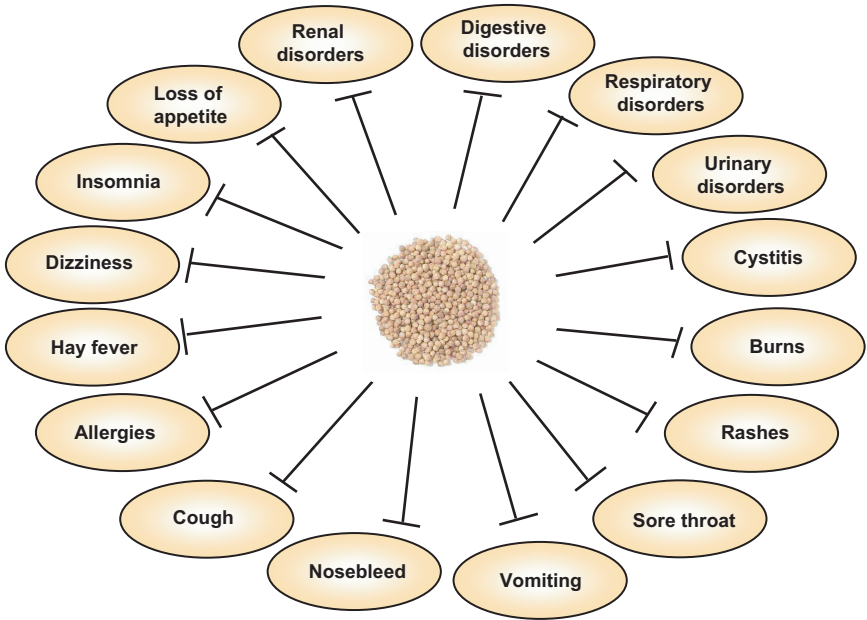 Renal
disorders
Digestive
disorders
Respiratory
disorders
Urinary
disorders
Cystitis
Burns
Rashes
Sore throat
Vomiting
Nosebleed
Cough
Allergies
Hay fever
Dizziness
Insomnia
Loss of
appetite